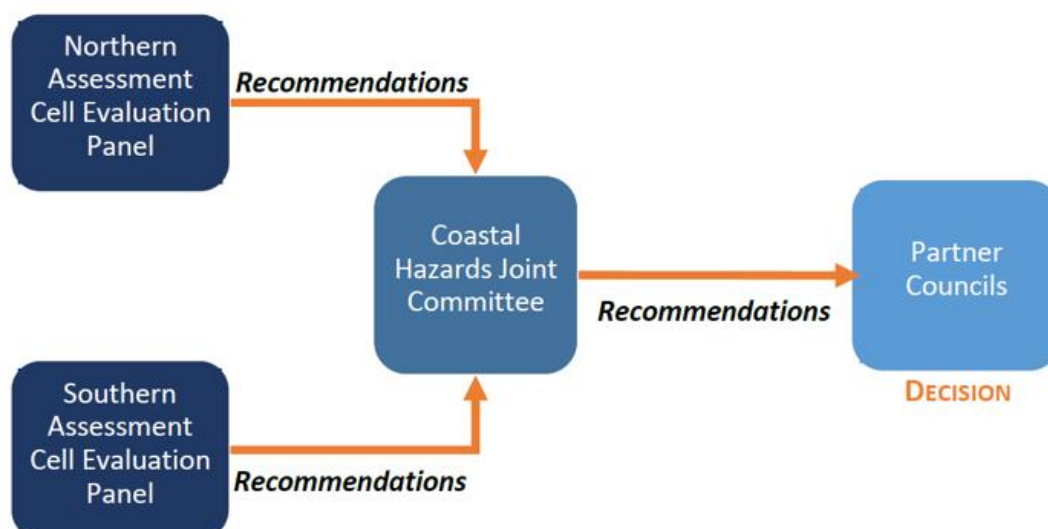 Northern
Assessment
Cell Evaluation
Panel
Recommendations
Coastal
Hazards Joint
Committee
Recommendations
Partner
Councils
DECISION
Southern
Assessment
Cell Evaluation
Panel
Recommendations